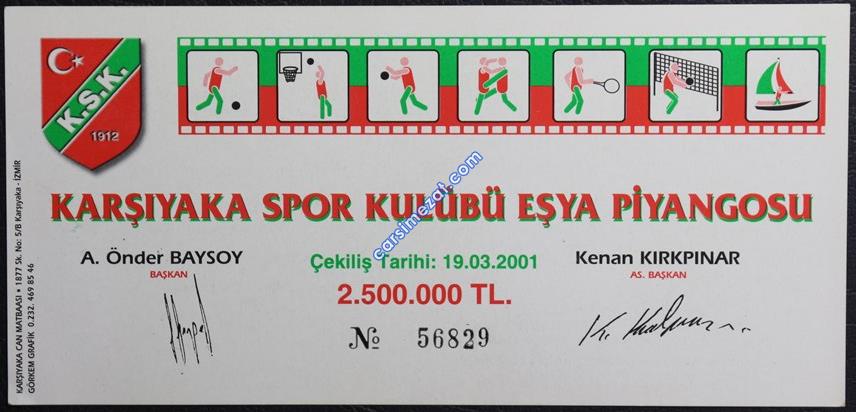 K.S.K.
1912
KARŞIYAKA SPOR KULÜBÜ EŞYA PİYANGOSU
carsimezat.com
A. Önder BAYSOY
BAŞKAN
Çekiliş Tarihi: 19.03.2001
2.500.000 TL.
Kenan KIRKPINAR
AS. BAŞKAN
№ 56829
KARŞIYAKA CAN MATBAASI • 1877 Sk. No: 5/B Karşıyaka - İZMİR
GÖRKEM GRAFİK 0.232. 469 85 46